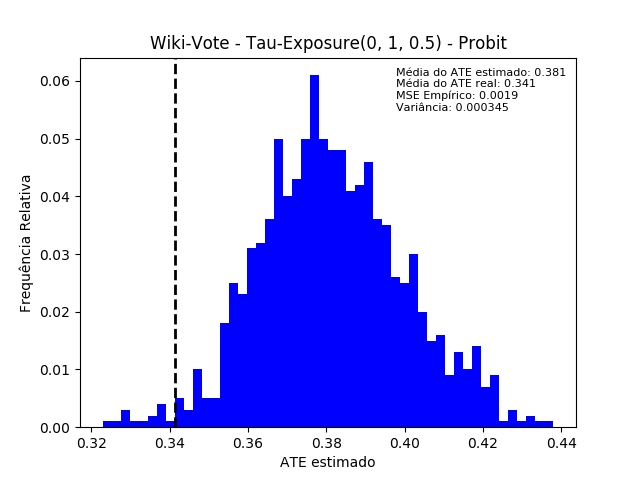 Wiki-Vote - Tau-Exposure(0, 1, 0.5) - Probit
Média do ATE estimado: 0.381
Média do ATE real: 0.341
MSE Empírico: 0.0019
Variância: 0.000345
Frequência Relativa
0.06
0.05
0.04
0.03
0.02
0.01
0.00
0.32 0.34 0.36 0.38 0.40 0.42 0.44
ATE estimado